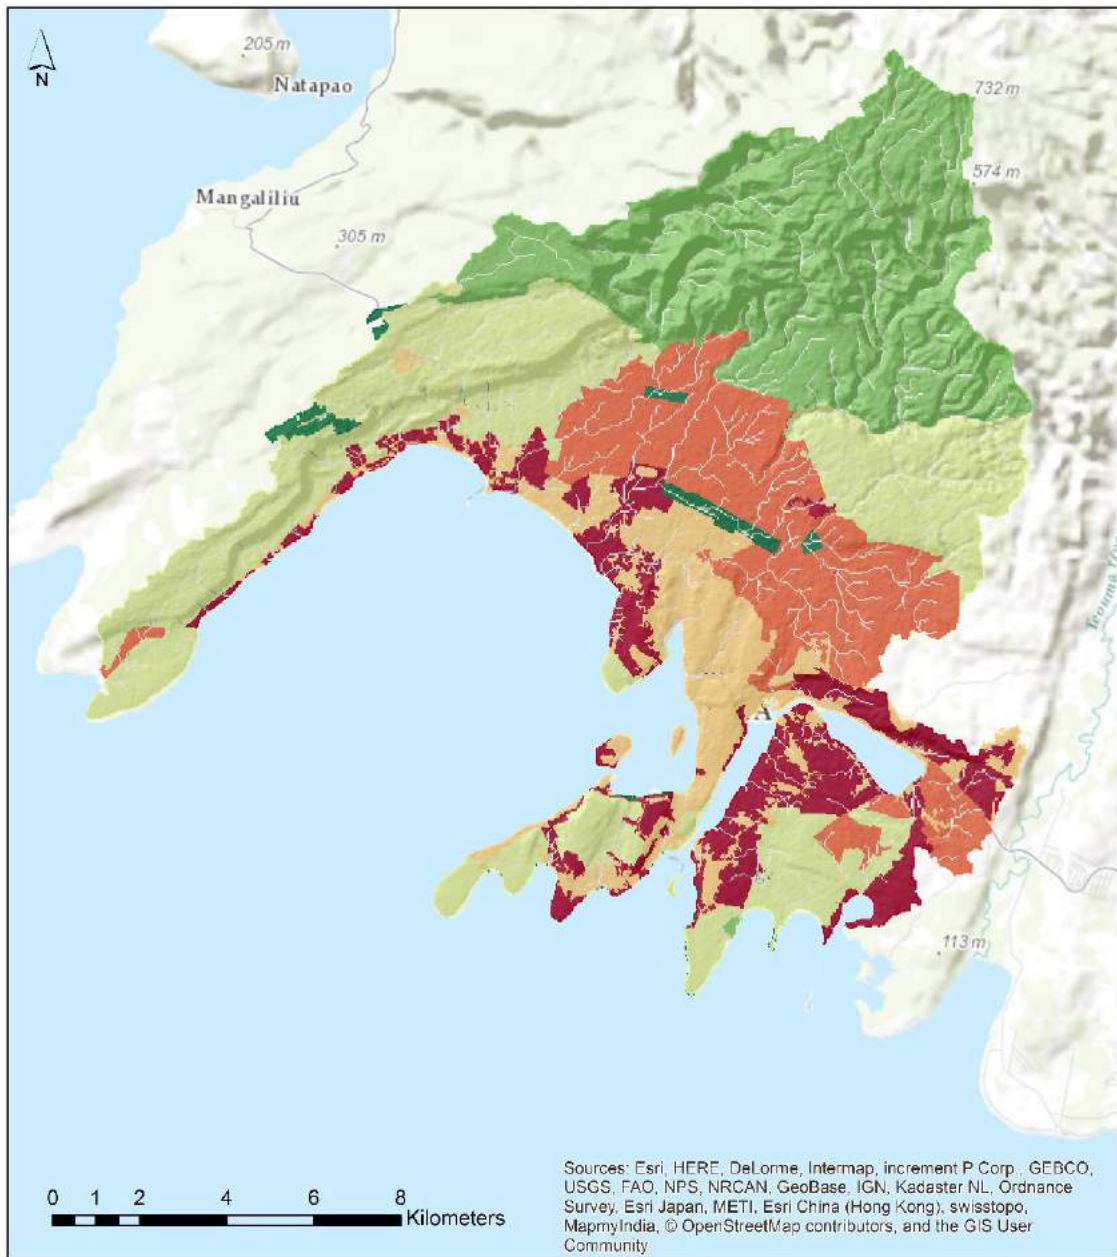 205 m
N
Natapao
732 m
574 m
Mangaliliu
305 m
A
113 m
0 1 2 4 6 8
Kilometers
Sources: Esri, HERE, DeLorme, Intermap, increment P Corp., GEBCO,
USGS, FAO, NPS, NRCAN, GeoBase, IGN, Kadaster NL, Ordnance
Survey, Esri Japan, METI, Esri China (Hong Kong), swisstopo,
MapmyIndia, © OpenStreetMap contributors, and the GIS User
Community